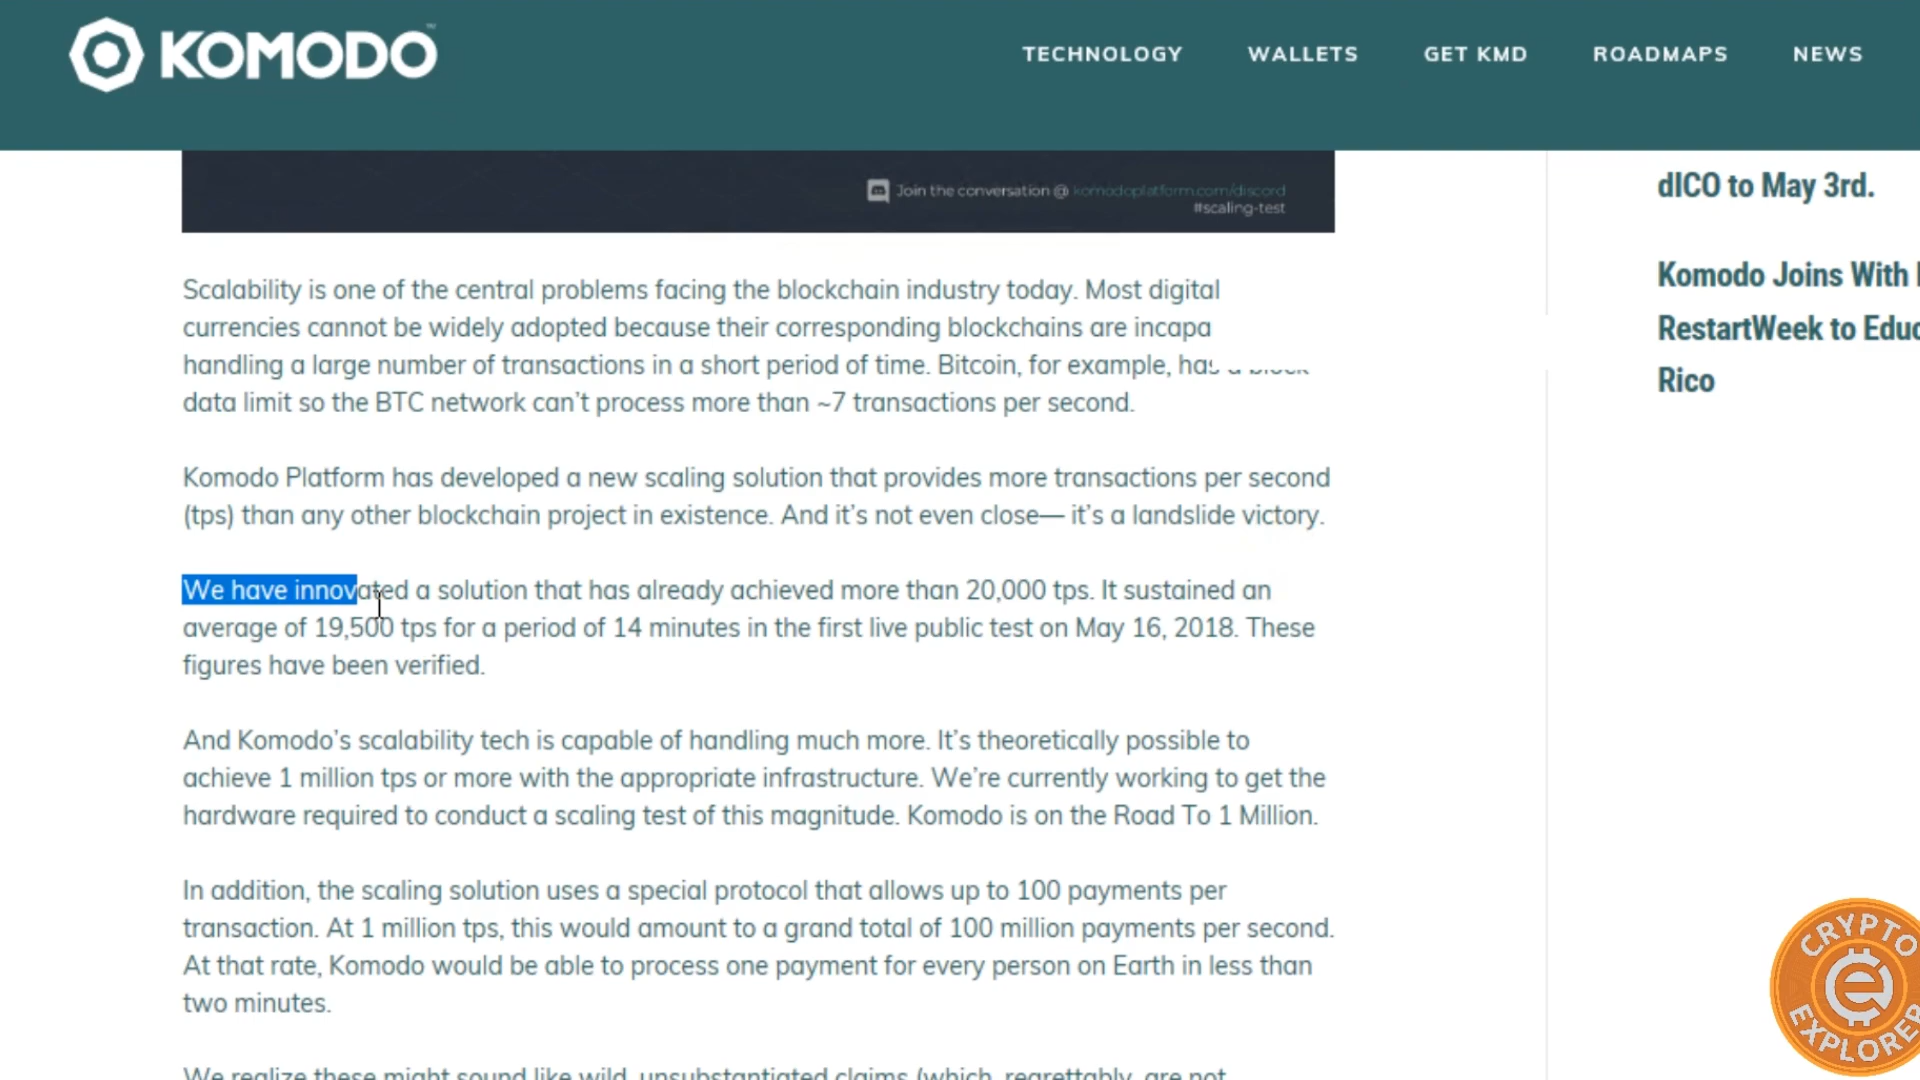 KOMODO™
TECHNOLOGY WALLETS GET KMD ROADMAPS NEWS
Join the conversation @ komodoplatform.com/discord
#scaling-test
Scalability is one of the central problems facing the blockchain industry today. Most digital
currencies cannot be widely adopted because their corresponding blockchains are incapa
handling a large number of transactions in a short period of time. Bitcoin, for example, has a block
data limit so the BTC network can't process more than ~7 transactions per second.
Komodo Platform has developed a new scaling solution that provides more transactions per second
(tps) than any other blockchain project in existence. And it's not even close— it's a landslide victory.
We have innovated a solution that has already achieved more than 20,000 tps. It sustained an
average of 19,500 tps for a period of 14 minutes in the first live public test on May 16, 2018. These
figures have been verified.
And Komodo's scalability tech is capable of handling much more. It's theoretically possible to
achieve 1 million tps or more with the appropriate infrastructure. We're currently working to get the
hardware required to conduct a scaling test of this magnitude. Komodo is on the Road To 1 Million.
In addition, the scaling solution uses a special protocol that allows up to 100 payments per
transaction. At 1 million tps, this would amount to a grand total of 100 million payments per second.
At that rate, Komodo would be able to process one payment for every person on Earth in less than
two minutes.
We realize these might sound like wild, unsubstantiated claims (which, regrettably, are not
dICO to May 3rd.
Komodo Joins With
RestartWeek to Educ
Rico
CRYPTO
EXPLORER